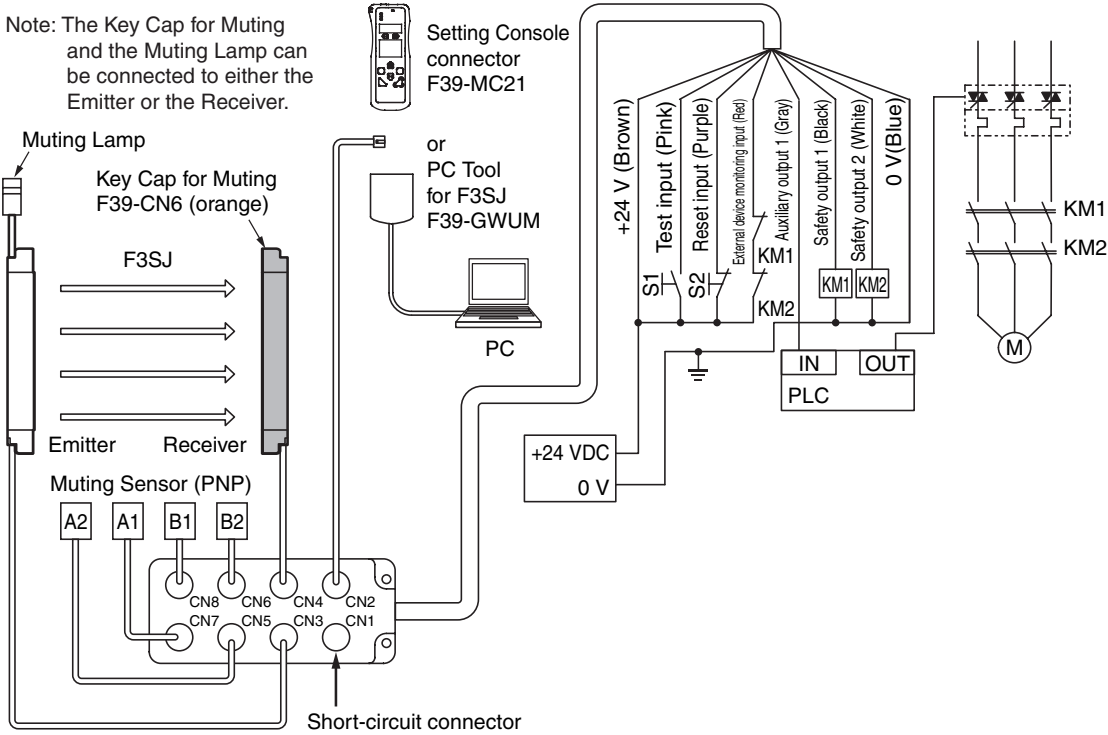 Note: The Key Cap for Muting
and the Muting Lamp can
be connected to either the
Emitter or the Receiver.
Setting Console
connector
F39-MC21
or
PC Tool
for F3SJ
F39-GWUM
PC
Muting Lamp
Key Cap for Muting
F39-CN6 (orange)
F3SJ
Emitter
Receiver
Muting Sensor (PNP)
A2
A1
B1
B2
CN8
CN6
CN4
CN2
CN7
CN5
CN3
CN1
Short-circuit connector
+24 V (Brown)
Test input (Pink)
Reset input (Purple)
External device monitoring input (Red)
Auxiliary output 1 (Gray)
Safety output 1 (Black)
Safety output 2 (White)
0 V(Blue)
S1
S2
KM1
KM2
KM1
KM2
IN
OUT
PLC
+24 VDC
0 V
KM1
KM2
M